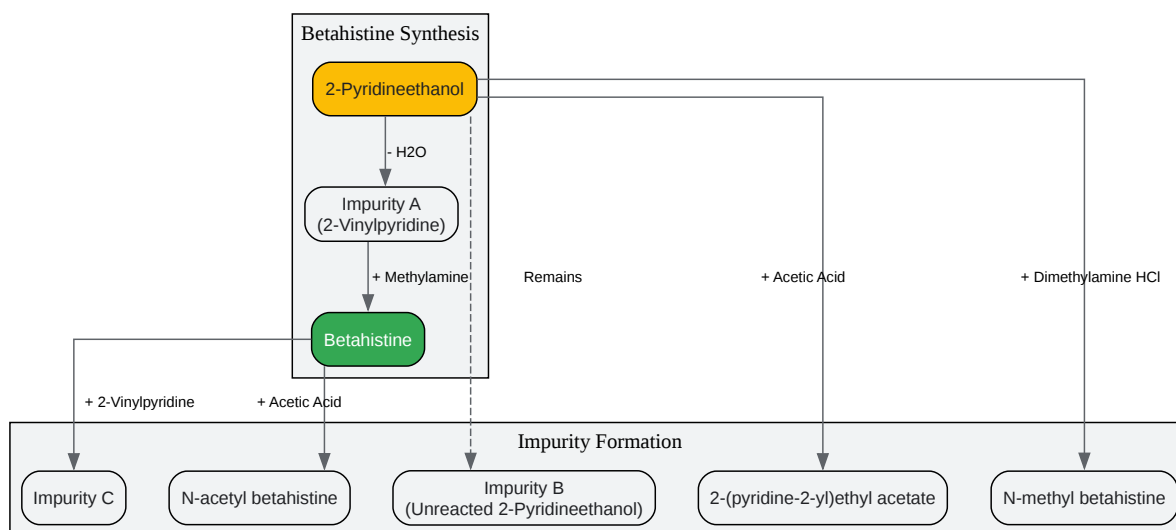 Betahistine Synthesis
2-Pyridineethanol
- H2O
Impurity A
(2-Vinylpyridine)
+ Methylamine
Remains
+ Acetic Acid
+ Dimethylamine HCl
Betahistine
+ 2-Vinylpyridine
+ Acetic Acid
Impurity Formation
Impurity C
N-acetyl betahistine
Impurity B
(Unreacted 2-Pyridineethanol)
2-(pyridine-2-yl)ethyl acetate
N-methyl betahistine